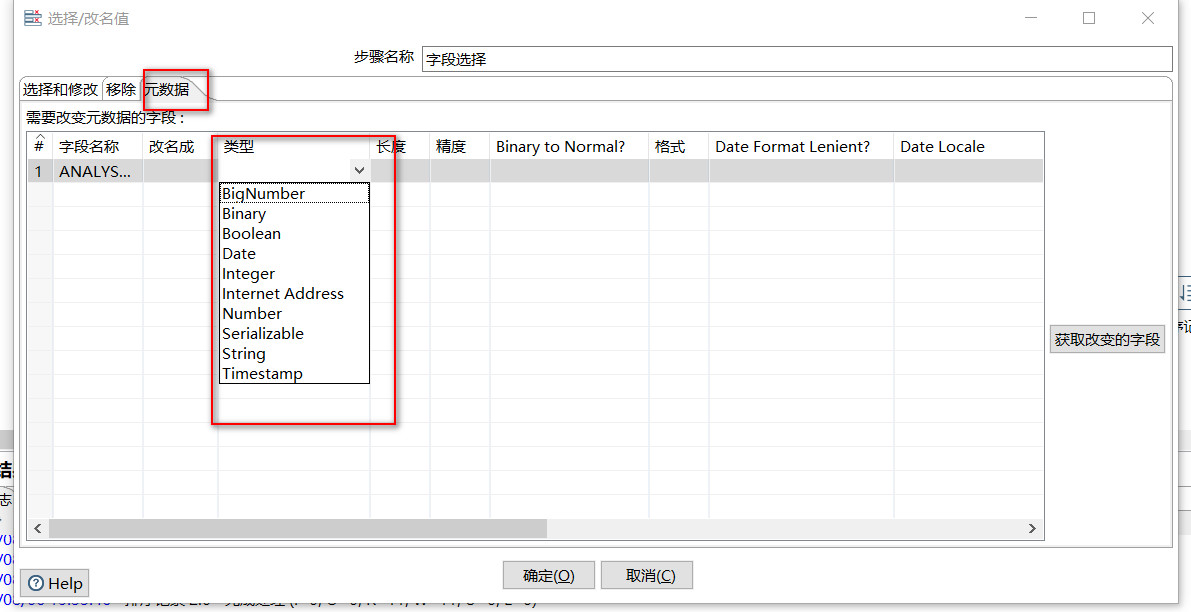 选择/改名值
步骤名称 字段选择
选择和修改 移除 元数据
需要改变元数据的字段：
# 字段名称 改名成 类型 长度 精度 Binary to Normal? 格式 Date Format Lenient? Date Locale
1 ANALYS...
BigNumber
Binary
Boolean
Date
Integer
Internet Address
Number
Serializable
String
Timestamp
获取改变的字段
确定(O) 取消(C)
Help